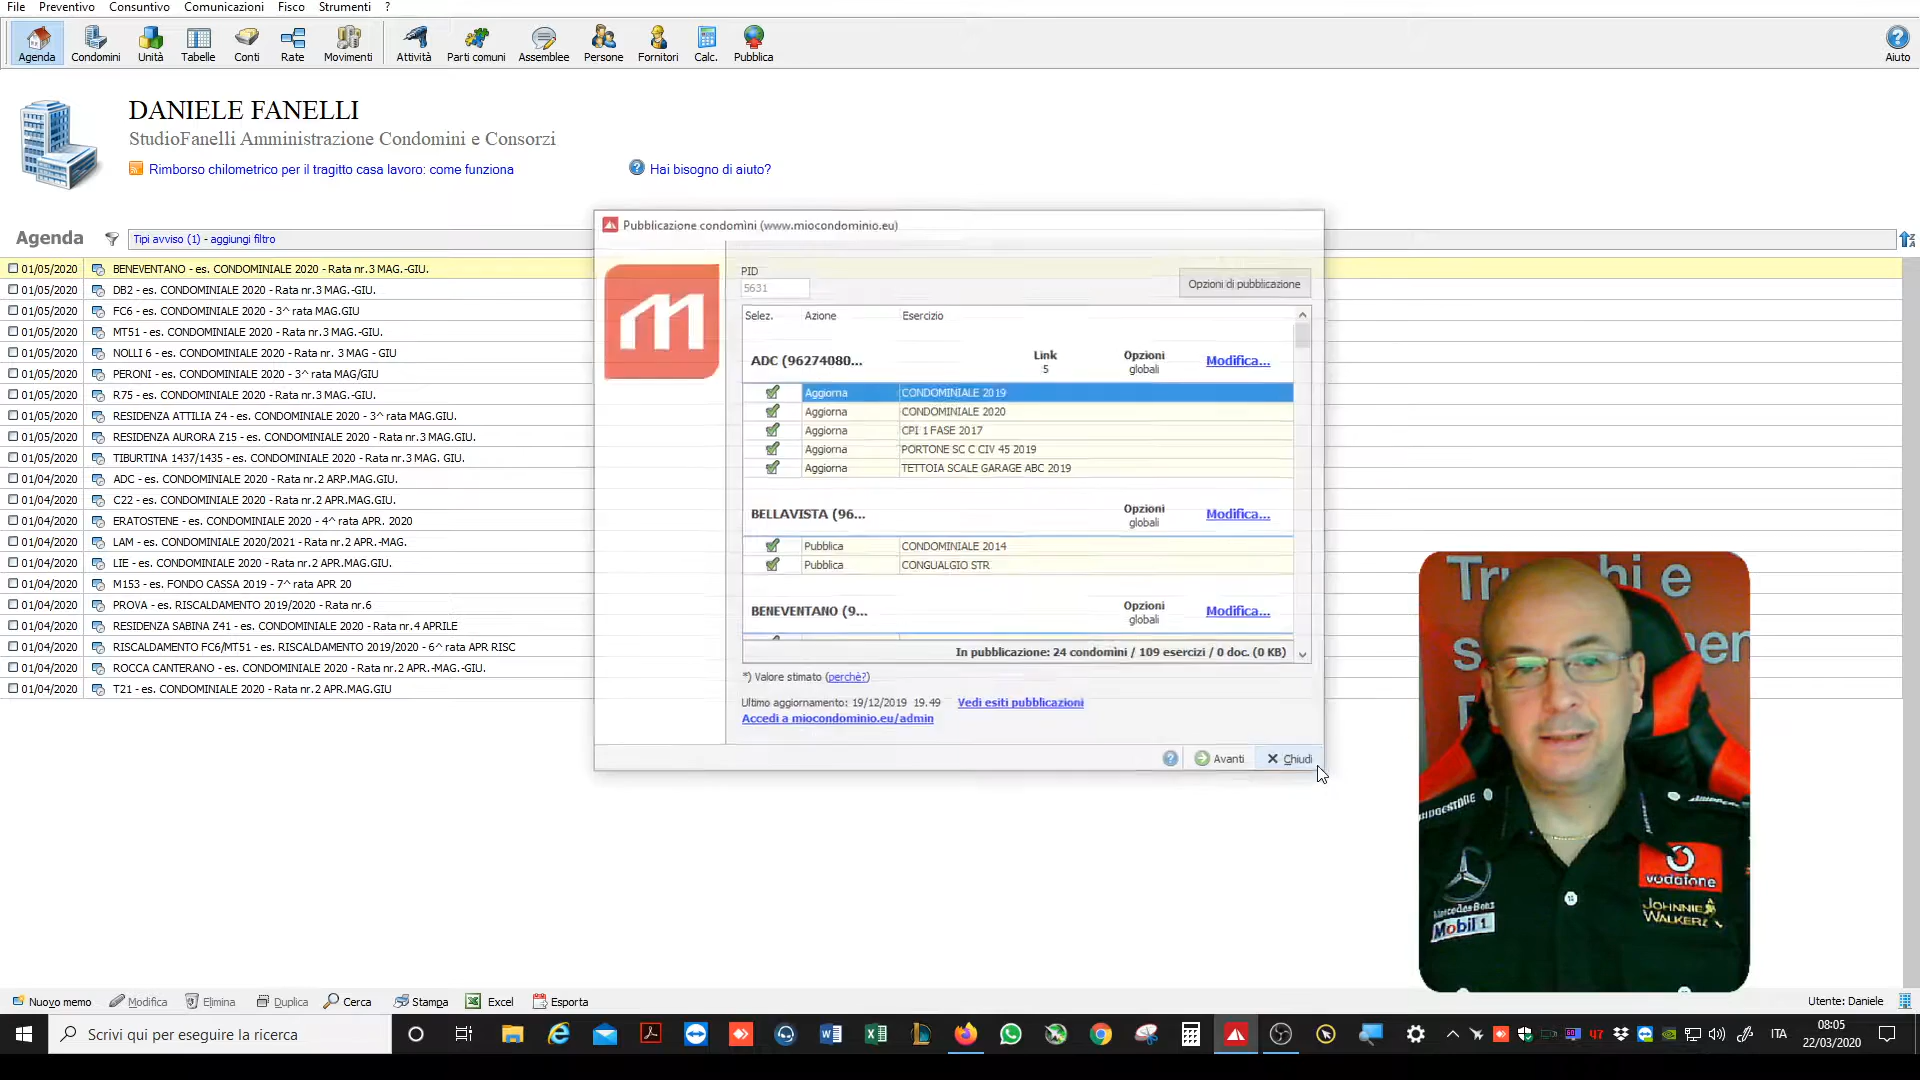 File Preventivo Consuntivo Comunicazioni Fisco Strumenti ?
Agenda Condomini Unità Tabelle Conti Rate Movimenti Attività Parti comuni Assemblee Persone Fornitori Calc. Pubblica Aiuto
DANIELE FANELLI
StudioFanelli Amministrazione Condomini e Consorzi
Rimborso chilometrico per il tragitto casa lavoro: come funziona Hai bisogno di aiuto?
Agenda Tipi avviso (1) - aggiungi filtro
01/05/2020 BENEVENTANO - es. CONDOMINIALE 2020 - Rata nr.3 MAG.-GIU.
01/05/2020 DB2 - es. CONDOMINIALE 2020 - Rata nr.3 MAG.-GIU.
01/05/2020 FC6 - es. CONDOMINIALE 2020 - 3^ rata MAG.GIU
01/05/2020 MT51 - es. CONDOMINIALE 2020 - Rata nr.3 MAG.-GIU.
01/05/2020 NOLLI 6 - es. CONDOMINIALE 2020 - Rata nr. 3 MAG - GIU
01/05/2020 PERONI - es. CONDOMINIALE 2020 - 3^ rata MAG/GIU
01/05/2020 R75 - es. CONDOMINIALE 2020 - Rata nr.3 MAG.-GIU.
01/05/2020 RESIDENZA ATTILIA Z4 - es. CONDOMINIALE 2020 - 3^ rata MAG.GIU.
01/05/2020 RESIDENZA AURORA Z15 - es. CONDOMINIALE 2020 - Rata nr.3 MAG.GIU.
01/05/2020 TIBURTINA 1437/1435 - es. CONDOMINIALE 2020 - Rata nr.3 MAG. GIU.
01/04/2020 ADC - es. CONDOMINIALE 2020 - Rata nr.2 ARP.MAG.GIU.
01/04/2020 C22 - es. CONDOMINIALE 2020 - Rata nr.2 APR.MAG.GIU.
01/04/2020 ERATOSTENE - es. CONDOMINIALE 2020 - 4^ rata APR. 2020
01/04/2020 LAM - es. CONDOMINIALE 2020/2021 - Rata nr.2 APR.-MAG.
01/04/2020 LIE - es. CONDOMINIALE 2020 - Rata nr.2 APR.MAG.GIU.
01/04/2020 M153 - es. FONDO CASSA 2019 - 7^ rata APR 20
01/04/2020 PROVA - es. RISCALDAMENTO 2019/2020 - Rata nr.6
01/04/2020 RESIDENZA SABINA Z41 - es. CONDOMINIALE 2020 - Rata nr.4 APRILE
01/04/2020 RISCALDAMENTO FC6/MT51 - es. RISCALDAMENTO 2019/2020 - 6^ rata APR RISC
01/04/2020 ROCCA CANTERANO - es. CONDOMINIALE 2020 - Rata nr.2 APR.-MAG.-GIU.
01/04/2020 T21 - es. CONDOMINIALE 2020 - Rata nr.2 APR.MAG.GIU
Pubblicazione condomìni (www.miocondominio.eu)
PID
5631 Opzioni di pubblicazione
Selez. Azione Esercizio
ADC (96274080... Link 5 Opzioni globali Modifica...
Aggiorna CONDOMINIALE 2019
Aggiorna CONDOMINIALE 2020
Aggiorna CPI 1 FASE 2017
Aggiorna PORTONE SC C CIV 45 2019
Aggiorna TETTOIA SCALE GARAGE ABC 2019
BELLAVISTA (96... Opzioni globali Modifica...
Pubblica CONDOMINIALE 2014
Pubblica CONGUALGIO STR
BENEVENTANO (9... Opzioni globali Modifica...
In pubblicazione: 24 condomìni / 109 esercizi / 0 doc. (0 KB)
*) Valore stimato (perchè?)
Ultimo aggiornamento: 19/12/2019 19.49 Vedi esiti pubblicazioni
Accedi a miocondominio.eu/admin
Avanti Chiudi
BRIDGESTONE
vodafone
Mercedes-Benz
JOHNNIE WALKER
Mobil 1
Nuovo memo Modifica Elimina Duplica Cerca Stampa Excel Esporta Utente: Daniele
Scrivi qui per eseguire la ricerca ITA 08:05
22/03/2020